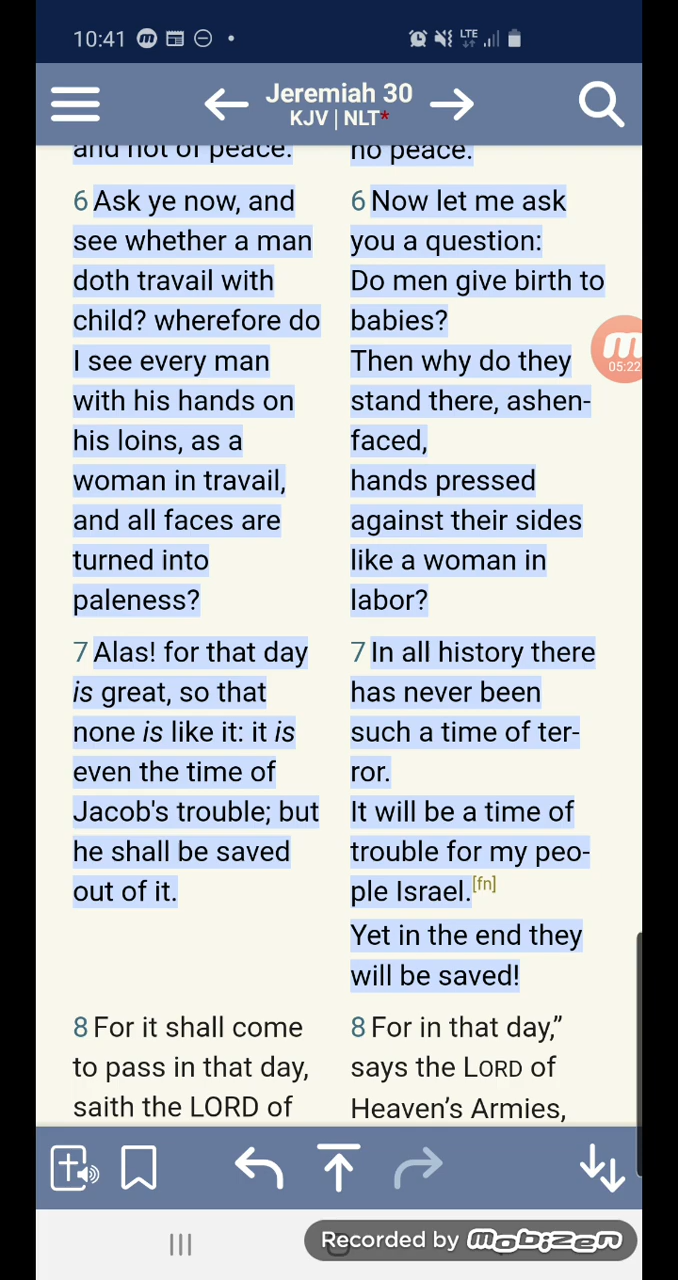 10:41
LTE
Jeremiah 30
KJV | NLT*
and not of peace.
6 Ask ye now, and
see whether a man
doth travail with
child? wherefore do
I see every man
with his hands on
his loins, as a
woman in travail,
and all faces are
turned into
paleness?
7 Alas! for that day
is great, so that
none is like it: it is
even the time of
Jacob's trouble; but
he shall be saved
out of it.
8 For it shall come
to pass in that day,
saith the LORD of
no peace.
6 Now let me ask
you a question:
Do men give birth to
babies?
Then why do they
stand there, ashen-
faced,
hands pressed
against their sides
like a woman in
labor?
7 In all history there
has never been
such a time of ter-
ror.
It will be a time of
trouble for my peo-
ple Israel.[fn]
Yet in the end they
will be saved!
8 For in that day,”
says the LORD of
Heaven’s Armies,
m
05:22
Recorded by mobizen